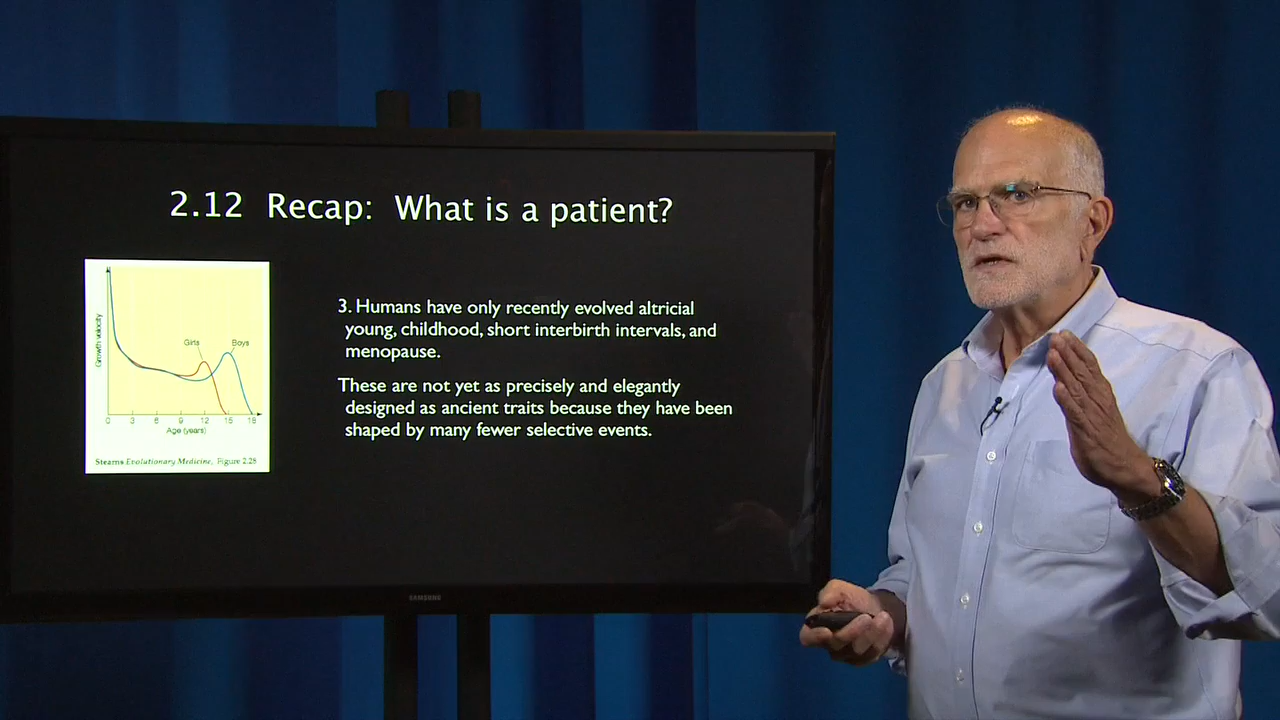 2.12 Recap: What is a patient?
Growth velocity
Girls
Boys
0 3 6 9 12 15 18
Age (years)
Stearns Evolutionary Medicine, Figure 2.28
3. Humans have only recently evolved altricial
young, childhood, short interbirth intervals, and
menopause.
These are not yet as precisely and elegantly
designed as ancient traits because they have been
shaped by many fewer selective events.
SAMSUNG